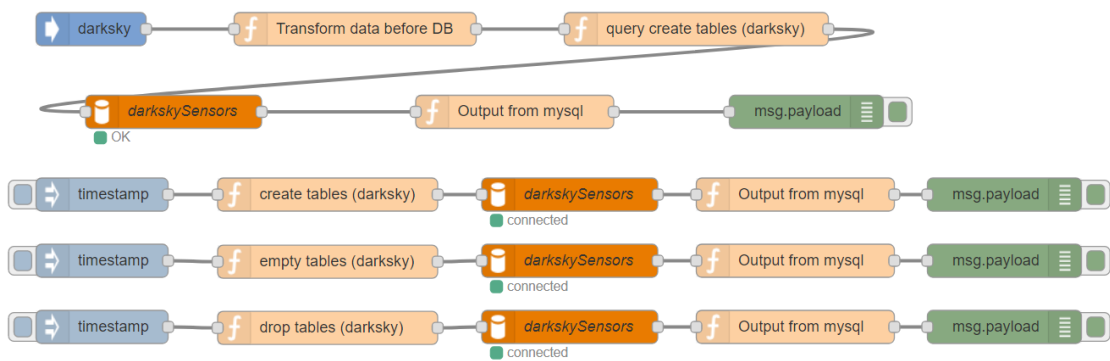 darksky Transform data before DB query create tables (darksky)
darkskySensors Output from mysql msg.payload
OK
timestamp create tables (darksky) darkskySensors Output from mysql msg.payload
connected
timestamp empty tables (darksky) darkskySensors Output from mysql msg.payload
connected
timestamp drop tables (darksky) darkskySensors Output from mysql msg.payload
connected